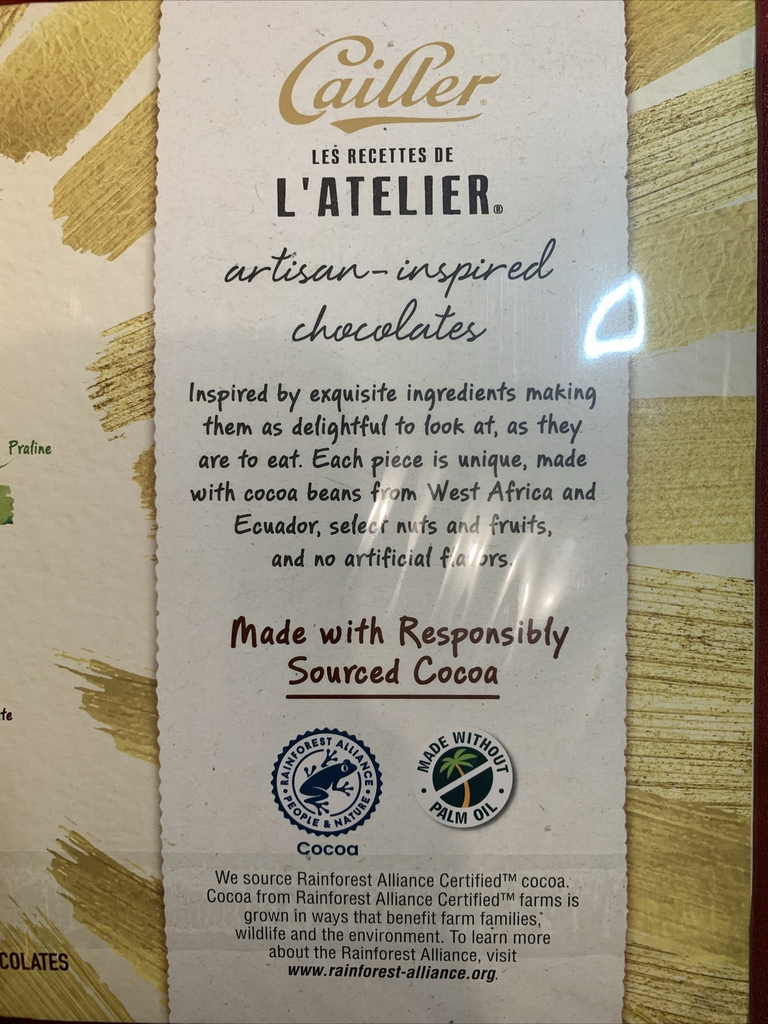 Cailler®
LES RECETTES DE
L'ATELIER®
artisan-inspired
chocolates
Inspired by exquisite ingredients making
them as delightful to look at, as they
are to eat. Each piece is unique, made
with cocoa beans from West Africa and
Ecuador, select nuts and fruits,
and no artificial flavors.
Made with Responsibly
Sourced Cocoa
RAINFOREST ALLIANCE
PEOPLE & NATURE
Cocoa
MADE WITHOUT
PALM OIL
We source Rainforest Alliance Certified™ cocoa.
Cocoa from Rainforest Alliance Certified™ farms is
grown in ways that benefit farm families,
wildlife and the environment. To learn more
about the Rainforest Alliance, visit
www.rainforest-alliance.org.
Praline
te
COLATES